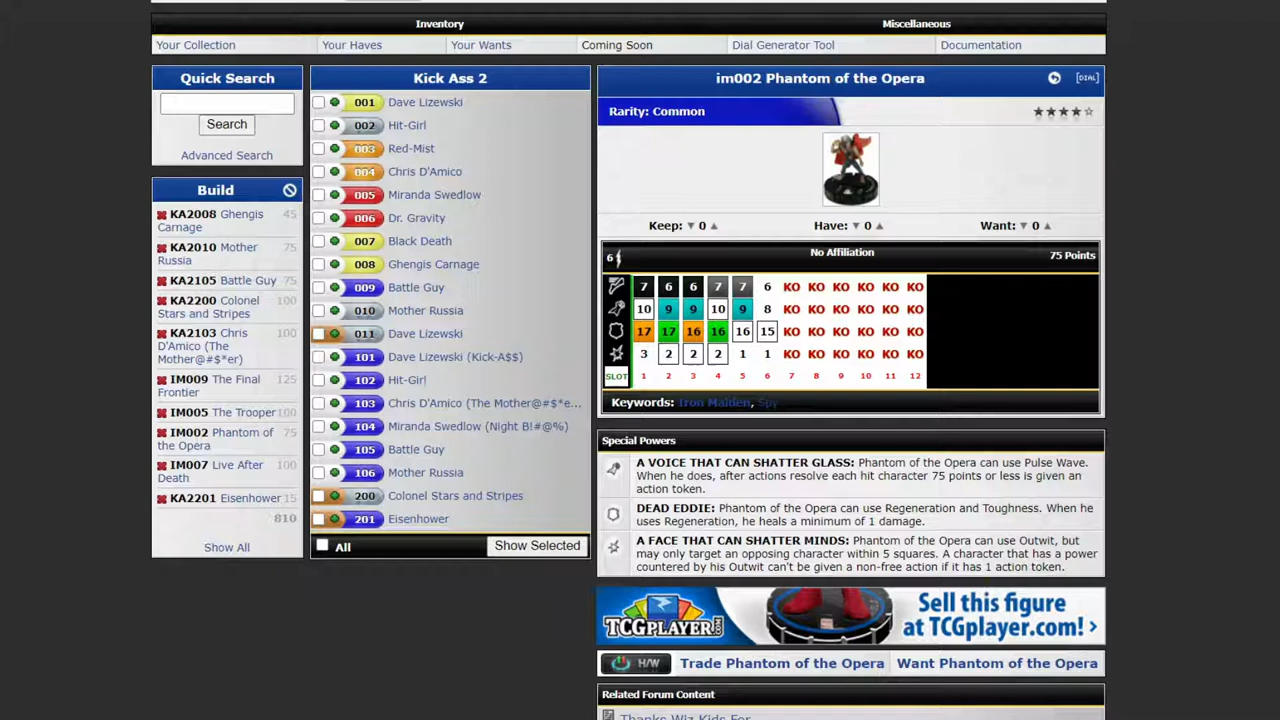 Inventory
Miscellaneous
Your Collection
Your Haves
Your Wants
Coming Soon
Dial Generator Tool
Documentation
Quick Search
Search
Advanced Search
Build
KA2008 Ghengis 45
Carnage
KA2010 Mother 75
Russia
KA2105 Battle Guy 75
KA2200 Colonel 100
Stars and Stripes
KA2103 Chris 100
D'Amico (The
Mother@#$*er)
IM009 The Final 125
Frontier
IM005 The Trooper 100
IM002 Phantom of 75
the Opera
IM007 Live After 100
Death
KA2201 Eisenhower 15
810
Show All
Kick Ass 2
001 Dave Lizewski
002 Hit-Girl
003 Red-Mist
004 Chris D'Amico
005 Miranda Swedlow
006 Dr. Gravity
007 Black Death
008 Ghengis Carnage
009 Battle Guy
010 Mother Russia
011 Dave Lizewski
101 Dave Lizewski (Kick-A$$)
102 Hit-Girl
103 Chris D'Amico (The Mother@#$*e...
104 Miranda Swedlow (Night B!#@%)
105 Battle Guy
106 Mother Russia
200 Colonel Stars and Stripes
201 Eisenhower
All
Show Selected
im002 Phantom of the Opera
[DIAL]
Rarity: Common
Keep: ▼ 0 ▲ Have: ▼ 0 ▲ Want: ▼ 0 ▲
6 No Affiliation 75 Points
7 6 6 7 7 6 KO KO KO KO KO KO
10 9 9 10 9 8 KO KO KO KO KO KO
17 17 16 16 16 15 KO KO KO KO KO KO
3 2 2 2 1 1 KO KO KO KO KO KO
SLOT 1 2 3 4 5 6 7 8 9 10 11 12
Keywords: Iron Maiden, Spy
Special Powers
A VOICE THAT CAN SHATTER GLASS: Phantom of the Opera can use Pulse Wave.
When he does, after actions resolve each hit character 75 points or less is given an
action token.
DEAD EDDIE: Phantom of the Opera can use Regeneration and Toughness. When he
uses Regeneration, he heals a minimum of 1 damage.
A FACE THAT CAN SHATTER MINDS: Phantom of the Opera can use Outwit, but
may only target an opposing character within 5 squares. A character that has a power
countered by his Outwit can't be given a non-free action if it has 1 action token.
TCGPLAYER.COM
Sell this figure
at TCGplayer.com! ›
H/W Trade Phantom of the Opera Want Phantom of the Opera
Related Forum Content
Thanks Wiz Kids For